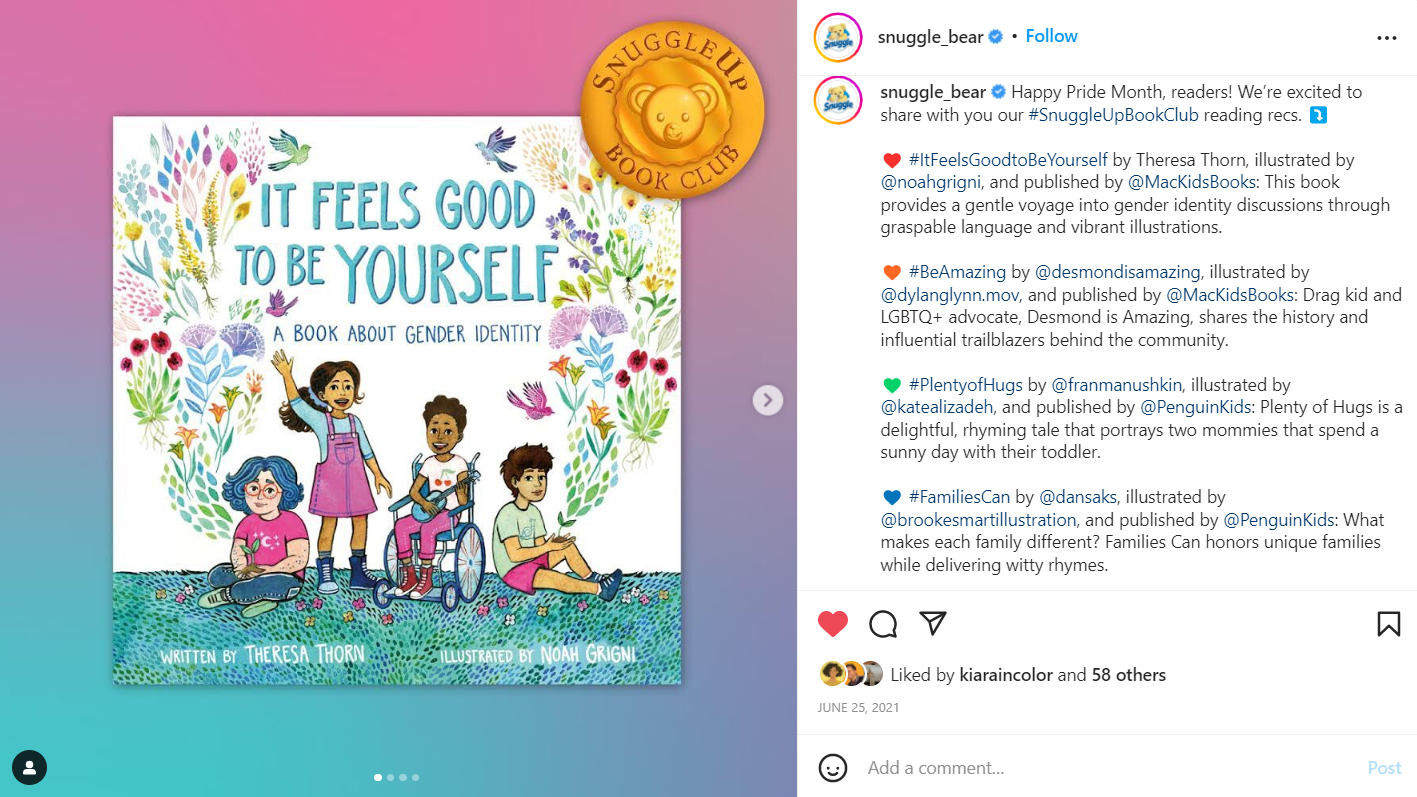 SNUGGLEUP
BOOK CLUB
IT FEELS GOOD
TO BE YOURSELF
A BOOK ABOUT GENDER IDENTITY
WRITTEN BY THERESA THORN
ILLUSTRATED BY NOAH GRIGNI
Snuggle
snuggle_bear • Follow
Snuggle
snuggle_bear Happy Pride Month, readers! We’re excited to
share with you our #SnuggleUpBookClub reading recs. ⤵️
❤️ #ItFeelsGoodtoBeYourself by Theresa Thorn, illustrated by
@noahgrigni, and published by @MacKidsBooks: This book
provides a gentle voyage into gender identity discussions through
graspable language and vibrant illustrations.
🧡 #BeAmazing by @desmondisamazing, illustrated by
@dylanglynn.mov, and published by @MacKidsBooks: Drag kid and
LGBTQ+ advocate, Desmond is Amazing, shares the history and
influential trailblazers behind the community.
💚 #PlentyofHugs by @franmanushkin, illustrated by
@katealizadeh, and published by @PenguinKids: Plenty of Hugs is a
delightful, rhyming tale that portrays two mommies that spend a
sunny day with their toddler.
💙 #FamiliesCan by @dansaks, illustrated by
@brookesmartillustration, and published by @PenguinKids: What
makes each family different? Families Can honors unique families
while delivering witty rhymes.
Liked by kiaraincolor and 58 others
JUNE 25, 2021
Add a comment...
Post